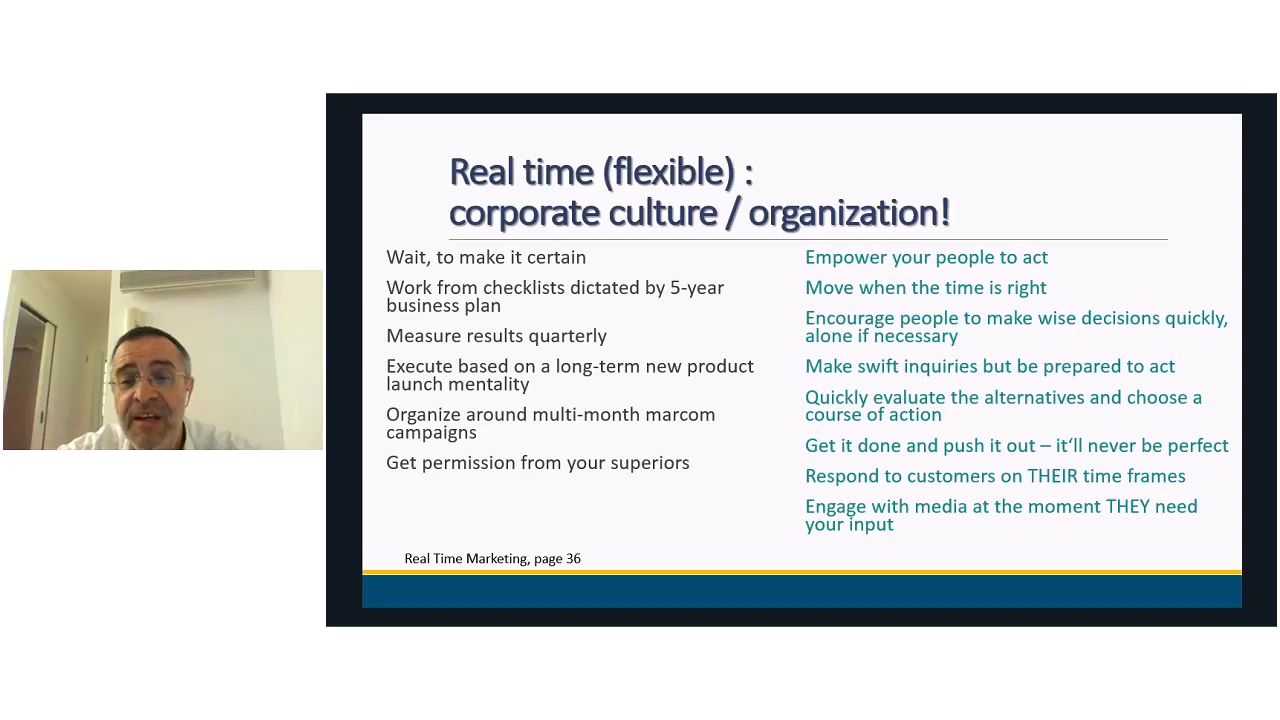 Real time (flexible) :
corporate culture / organization!
Wait, to make it certain
Work from checklists dictated by 5-year
business plan
Measure results quarterly
Execute based on a long-term new product
launch mentality
Organize around multi-month marcom
campaigns
Get permission from your superiors
Empower your people to act
Move when the time is right
Encourage people to make wise decisions quickly,
alone if necessary
Make swift inquiries but be prepared to act
Quickly evaluate the alternatives and choose a
course of action
Get it done and push it out – it‘ll never be perfect
Respond to customers on THEIR time frames
Engage with media at the moment THEY need
your input
Real Time Marketing, page 36